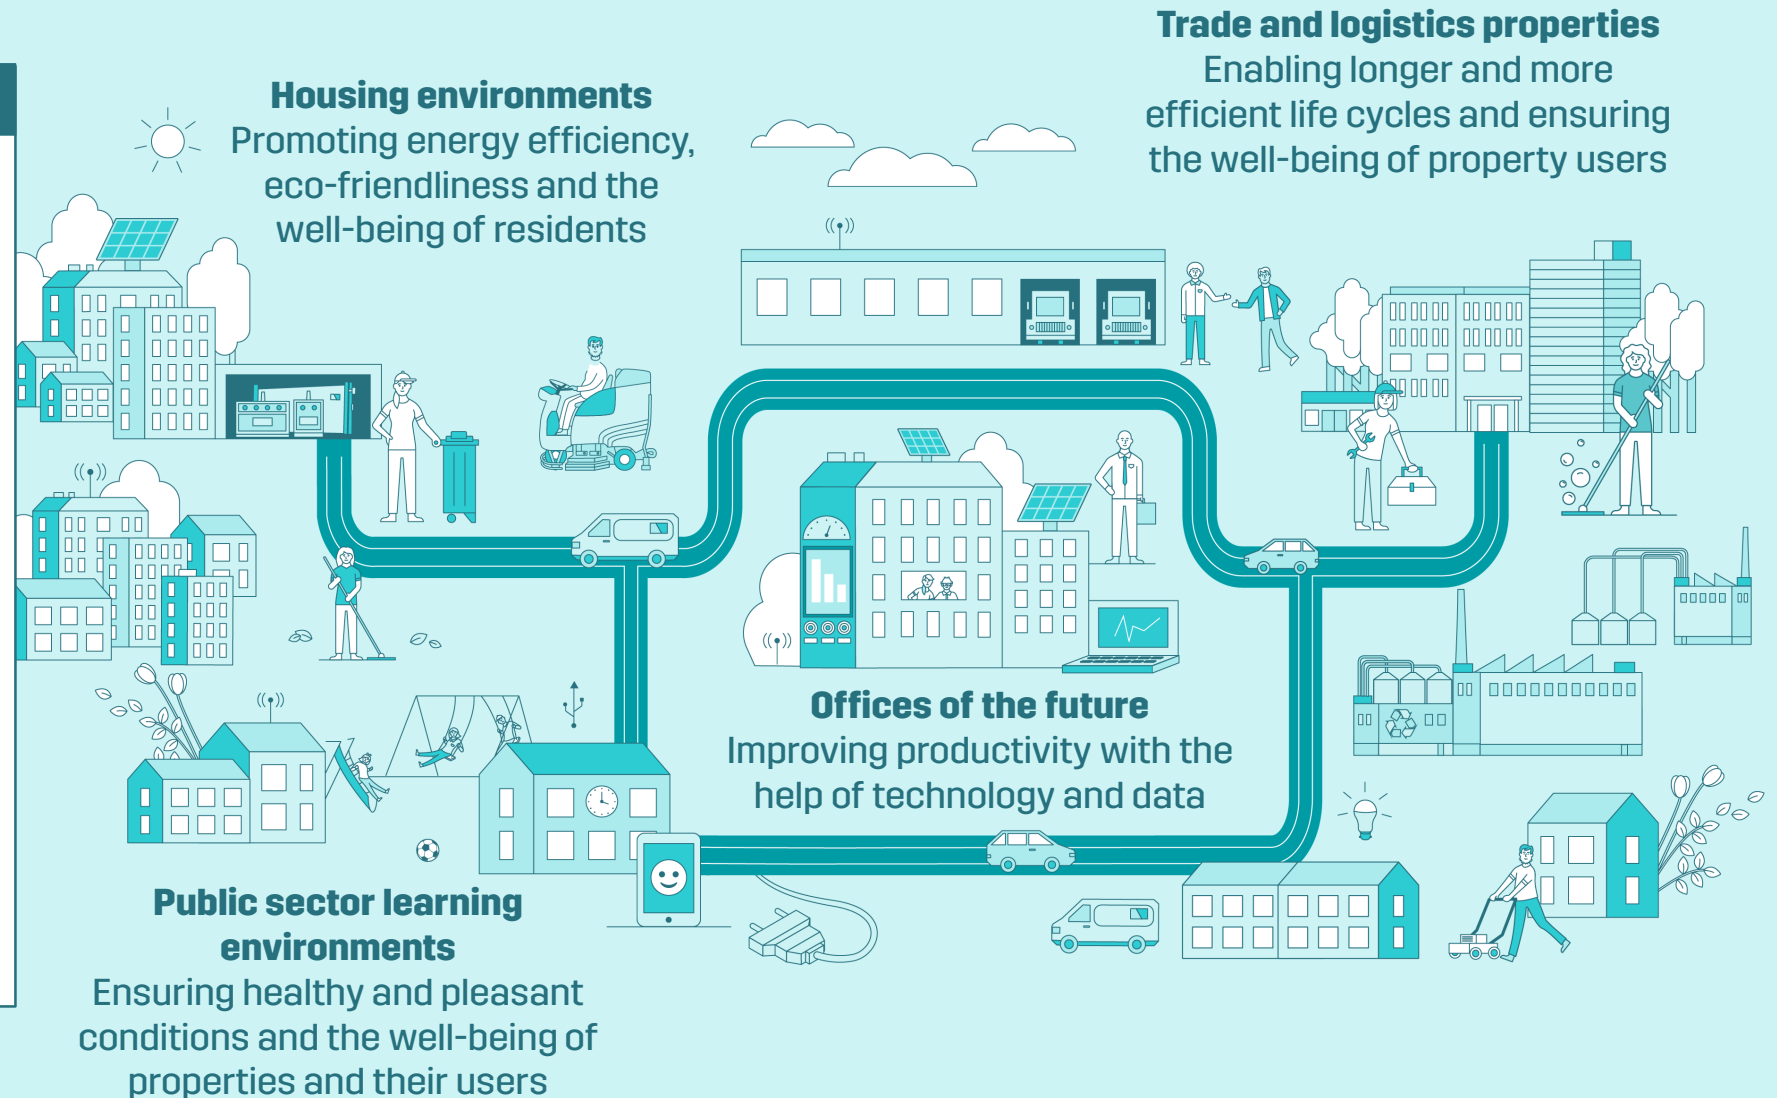 Trade and logistics properties
Enabling longer and more
efficient life cycles and ensuring
the well-being of property users
Housing environments
Promoting energy efficiency,
eco-friendliness and the
well-being of residents
Offices of the future
Improving productivity with the
help of technology and data
Public sector learning
environments
Ensuring healthy and pleasant
conditions and the well-being of
properties and their users